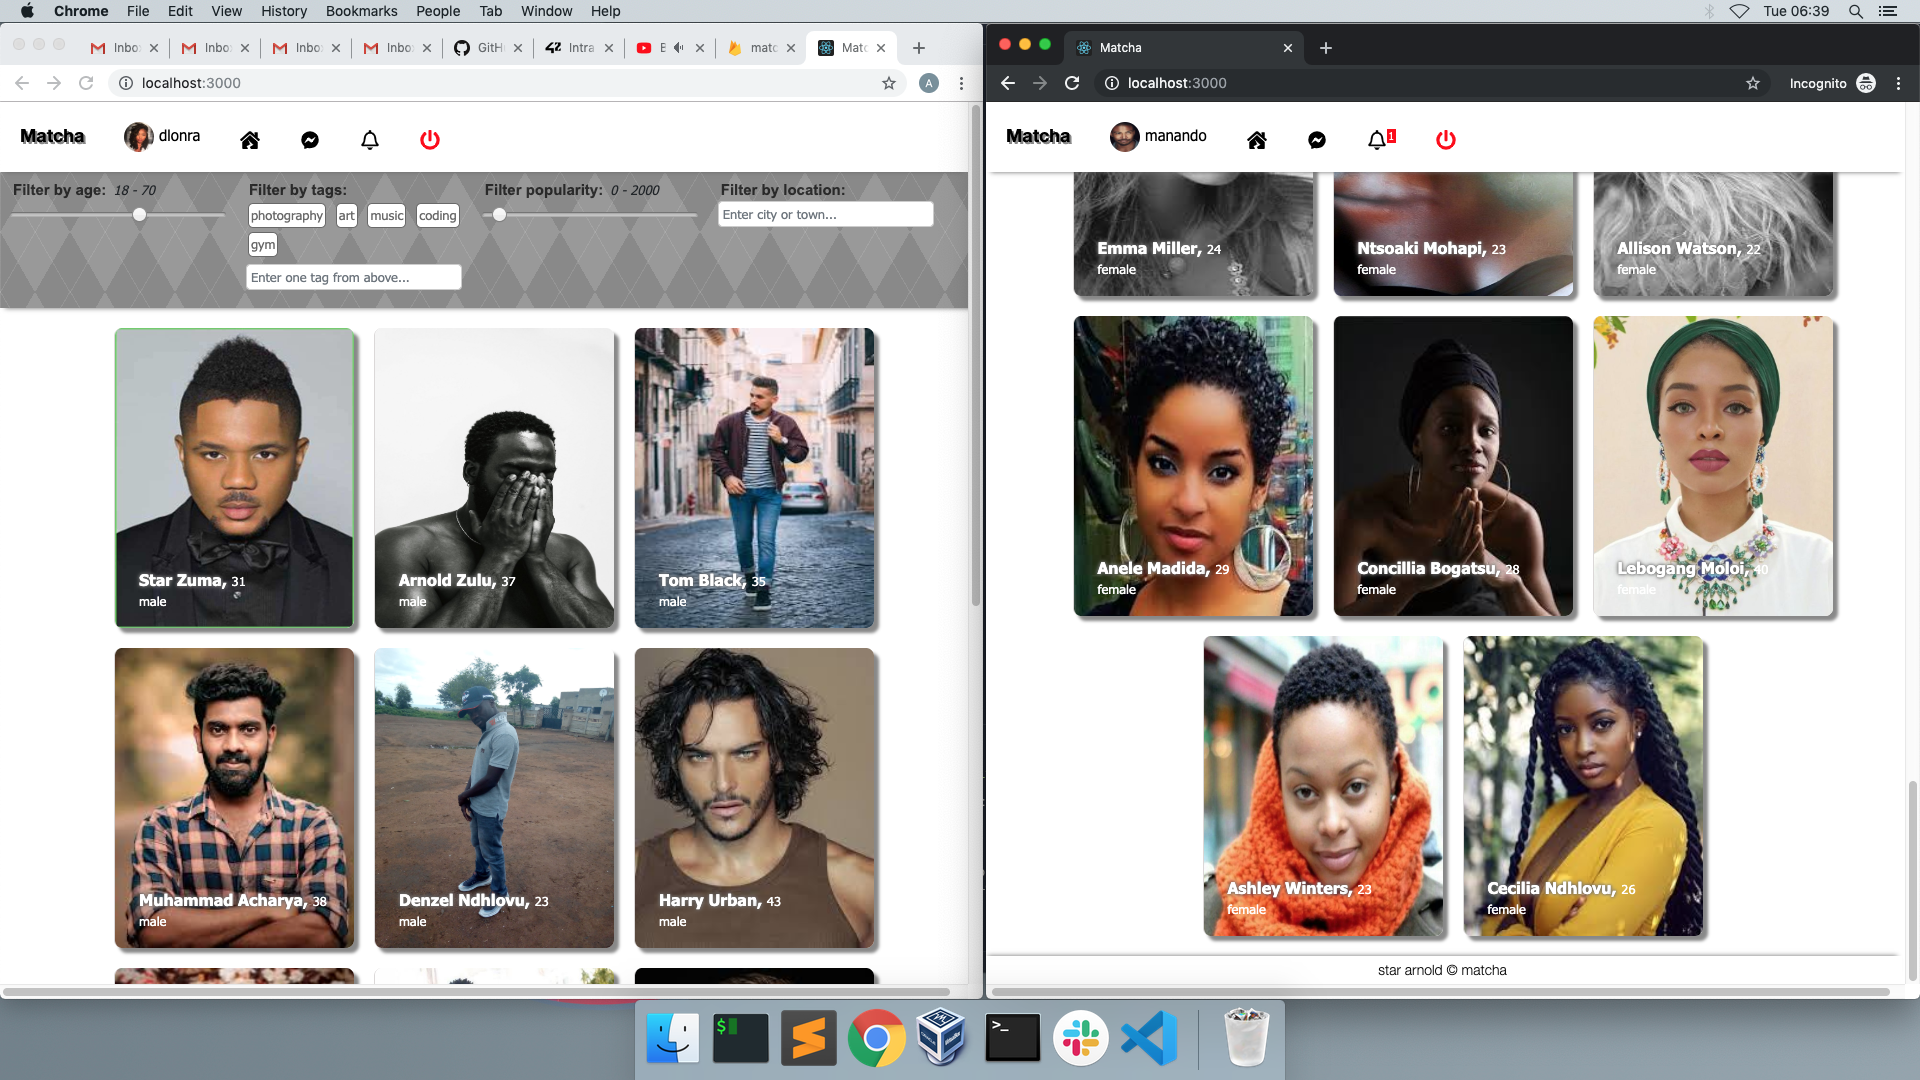 Chrome File Edit View History Bookmarks People Tab Window Help
Tue 06:39
Inbo Inbo Inbo Inbo GitH Intra matc Matc
localhost:3000
A
Matcha dlonra
Filter by age: 18 - 70
Filter by tags:
photography art music coding
gym
Enter one tag from above...
Filter popularity: 0 - 2000
Filter by location:
Enter city or town...
Star Zuma, 31
male
Arnold Zulu, 37
male
Tom Black, 35
male
Muhammad Acharya, 38
male
Denzel Ndhlovu, 23
male
Harry Urban, 43
male
Matcha
localhost:3000
Incognito
Matcha manando 1
Emma Miller, 24
female
Ntsoaki Mohapi, 23
female
Allison Watson, 22
female
Anele Madida, 29
female
Concillia Bogatsu, 28
female
Lebogang Moloi, 40
female
Ashley Winters, 23
female
Cecilia Ndhlovu, 26
female
star arnold © matcha
$
>_